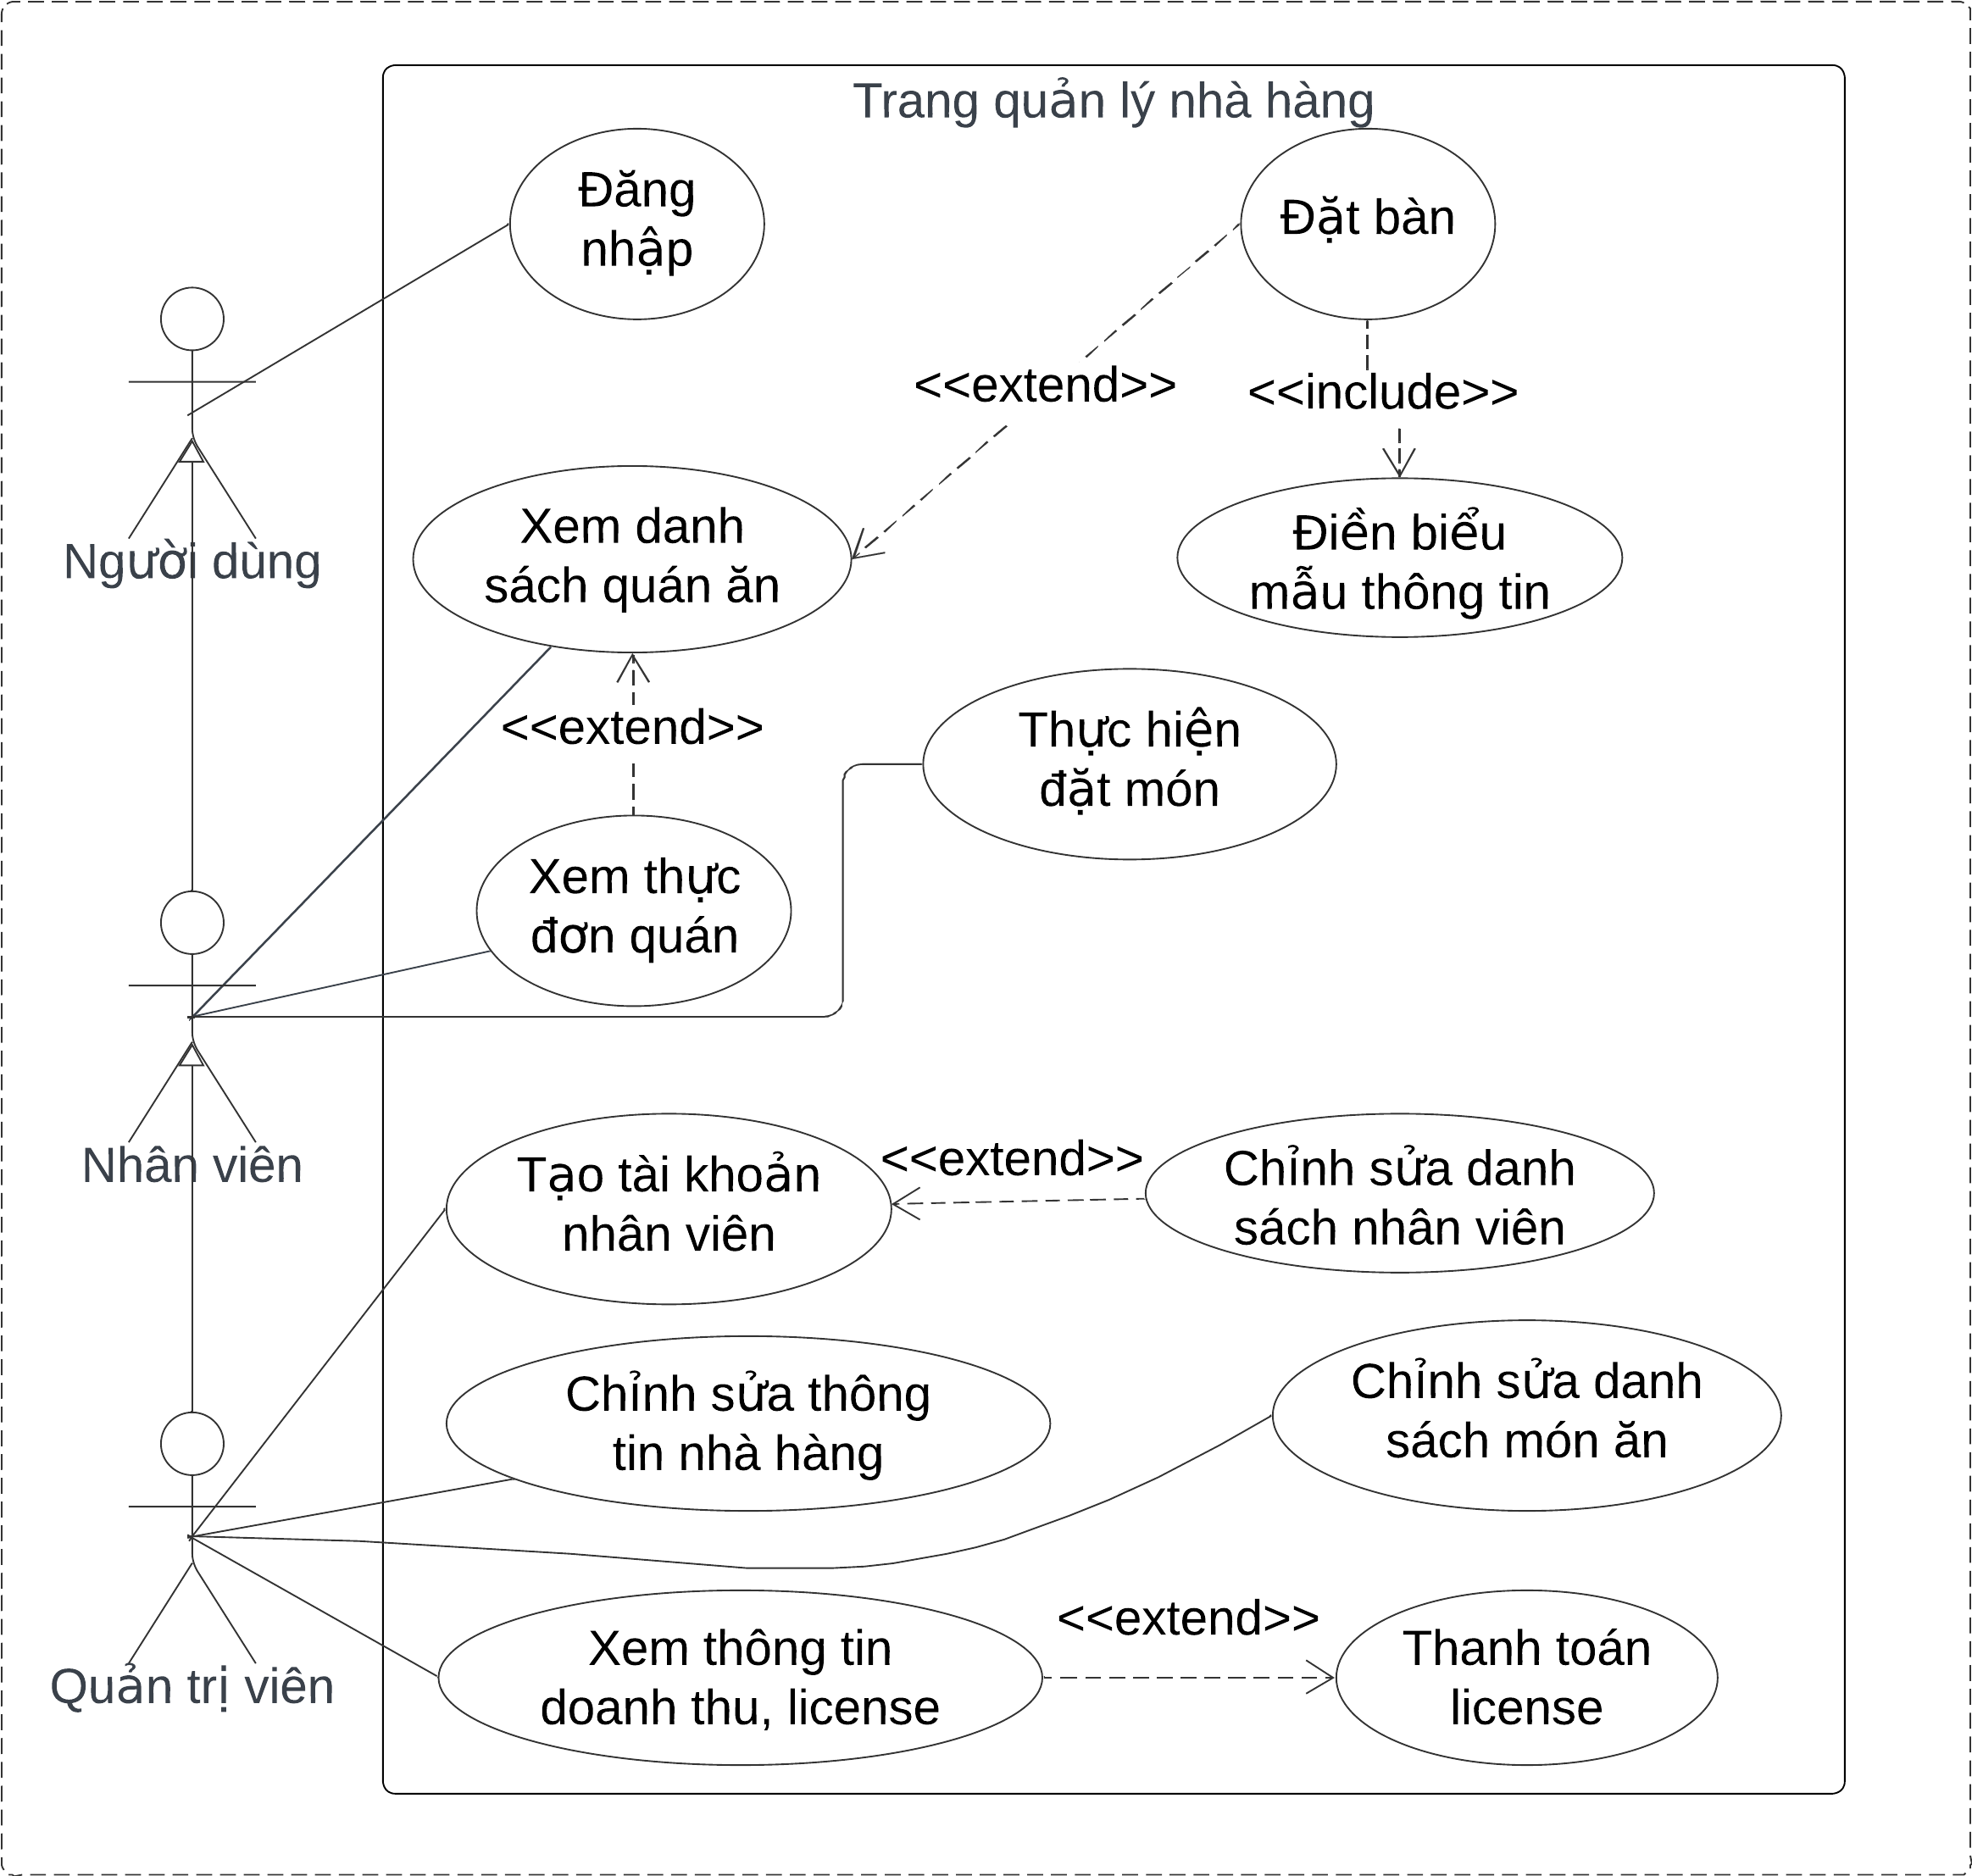 Trang quản lý nhà hàng
Đăng
nhập
Đặt bàn
<<extend>>
<<include>>
Người dùng
Xem danh
sách quán ăn
Điền biểu
mẫu thông tin
<<extend>>
Thực hiện
đặt món
Xem thực
đơn quán
Nhân viên
Tạo tài khoản
nhân viên
<<extend>>
Chỉnh sửa danh
sách nhân viên
Chỉnh sửa thông
tin nhà hàng
Chỉnh sửa danh
sách món ăn
Quản trị viên
Xem thông tin
doanh thu, license
<<extend>>
Thanh toán
license